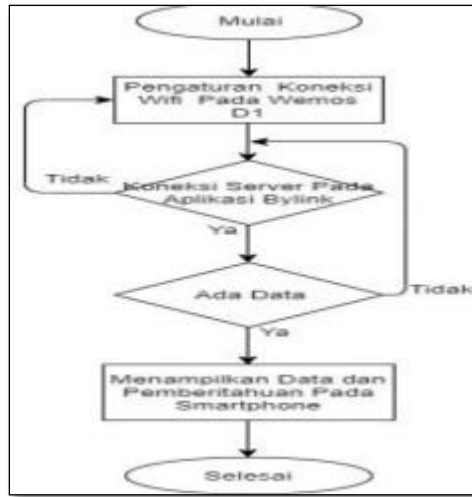 Mulai
Pengaturan Koneksi
Wifi Pada Wemos
D1
Tidak
Koneksi Server Pada
Aplikasi Bylink
Ya
Ada Data
Tidak
Ya
Menampilkan Data dan
Pemberitahuan Pada
Smartphone
Selesai